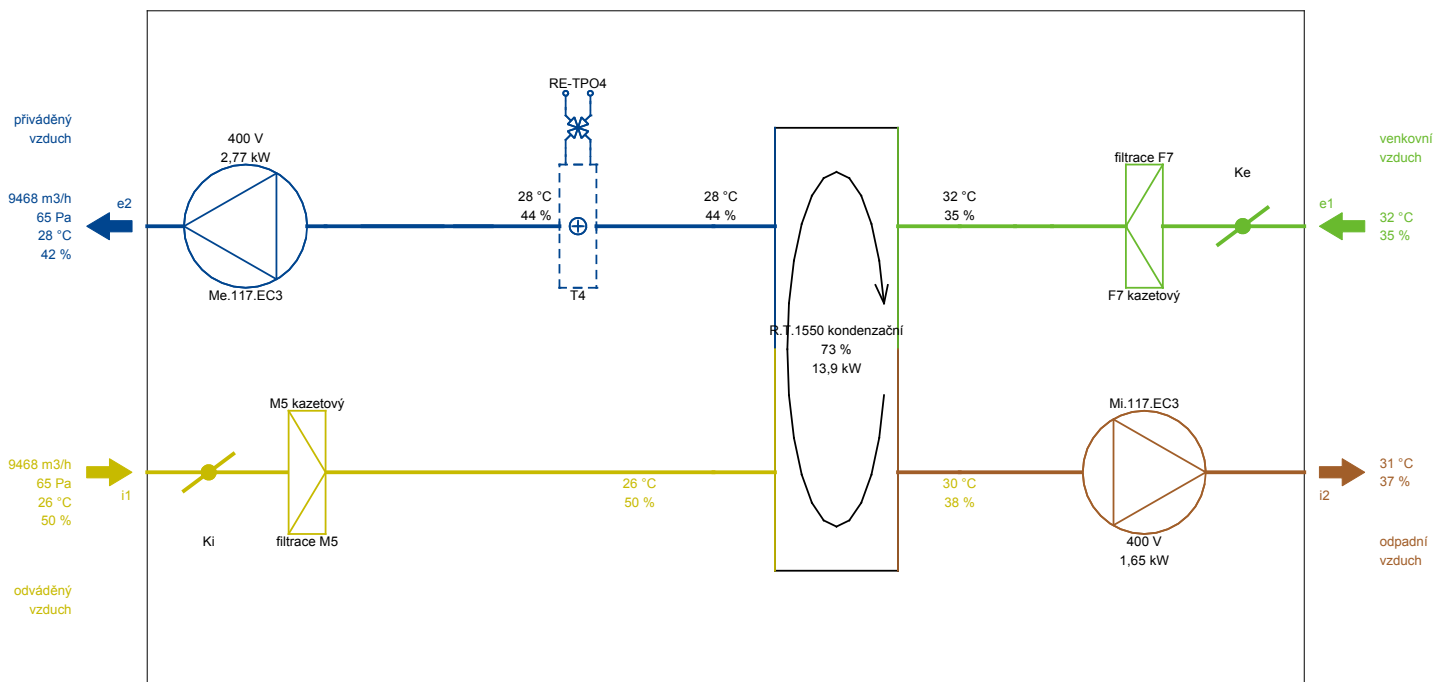 RE-TPO4
přiváděný
vzduch
400 V
2,77 kW
filtrace F7
venkovní
vzduch
Ke
9468 m3/h
65 Pa
28 °C
42 %
e2
28 °C
44 %
28 °C
44 %
32 °C
35 %
e1
32 °C
35 %
Me.117.EC3
T4
F7 kazetový
R.T.1550 kondenzační
73 %
13,9 kW
M5 kazetový
Mi.117.EC3
9468 m3/h
65 Pa
26 °C
50 %
i1
26 °C
50 %
30 °C
38 %
31 °C
37 %
i2
Ki
filtrace M5
400 V
1,65 kW
odpadní
vzduch
odváděný
vzduch